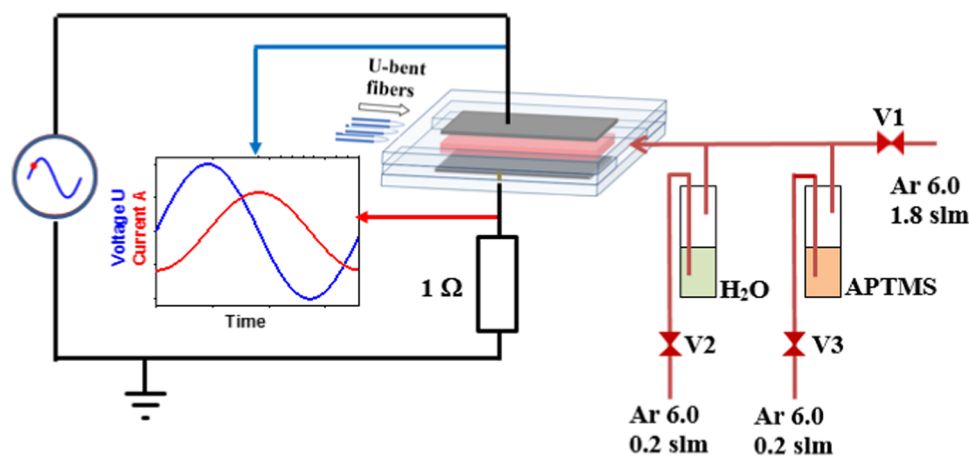 U-bent
fibers
V1
Ar 6.0
1.8 slm
Voltage U
Current A
Time
1 Ω
H₂O
APTMS
V2
V3
Ar 6.0
0.2 slm
Ar 6.0
0.2 slm